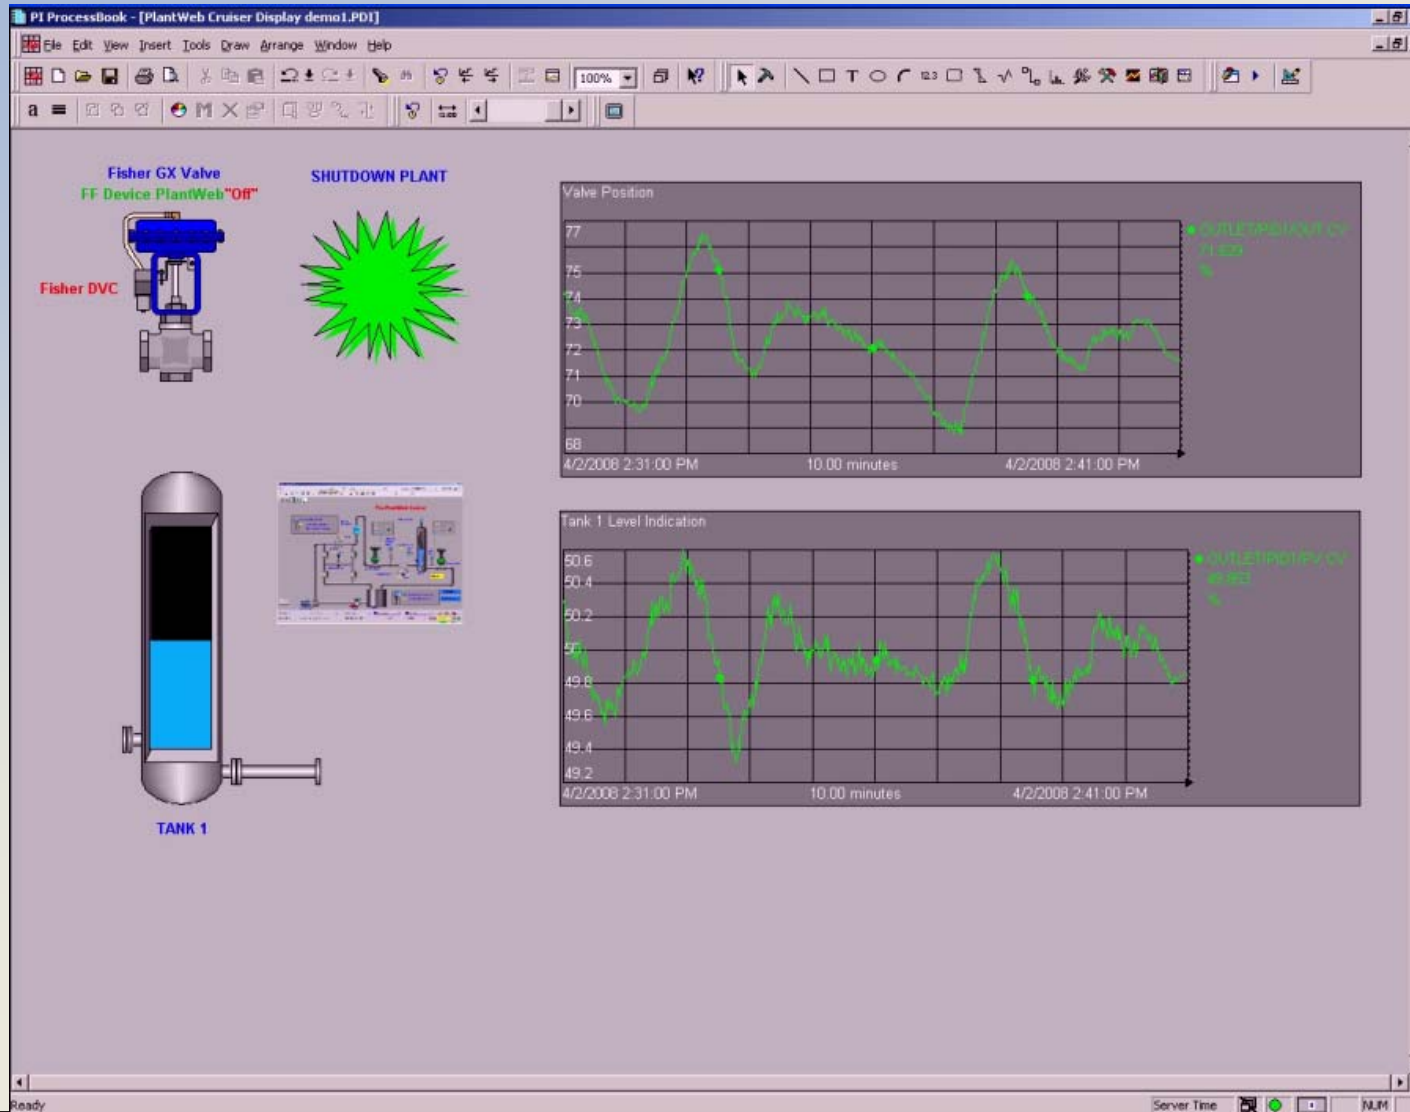 PI ProcessBook - [PlantWeb Cruiser Display demo1.PDI]
File Edit View Insert Tools Draw Arrange Window Help
100%
T
123
a
M
Fisher GX Valve
FF Device PlantWeb"Off"
Fisher DVC
SHUTDOWN PLANT
TANK 1
Valve Position
77
75
74
73
72
71
70
68
4/2/2008 2:31:00 PM 10.00 minutes 4/2/2008 2:41:00 PM
71.629
%
Tank 1 Level Indication
50.6
50.4
50.2
50
49.8
49.6
49.4
49.2
4/2/2008 2:31:00 PM 10.00 minutes 4/2/2008 2:41:00 PM
%
Ready
Server Time
NUM